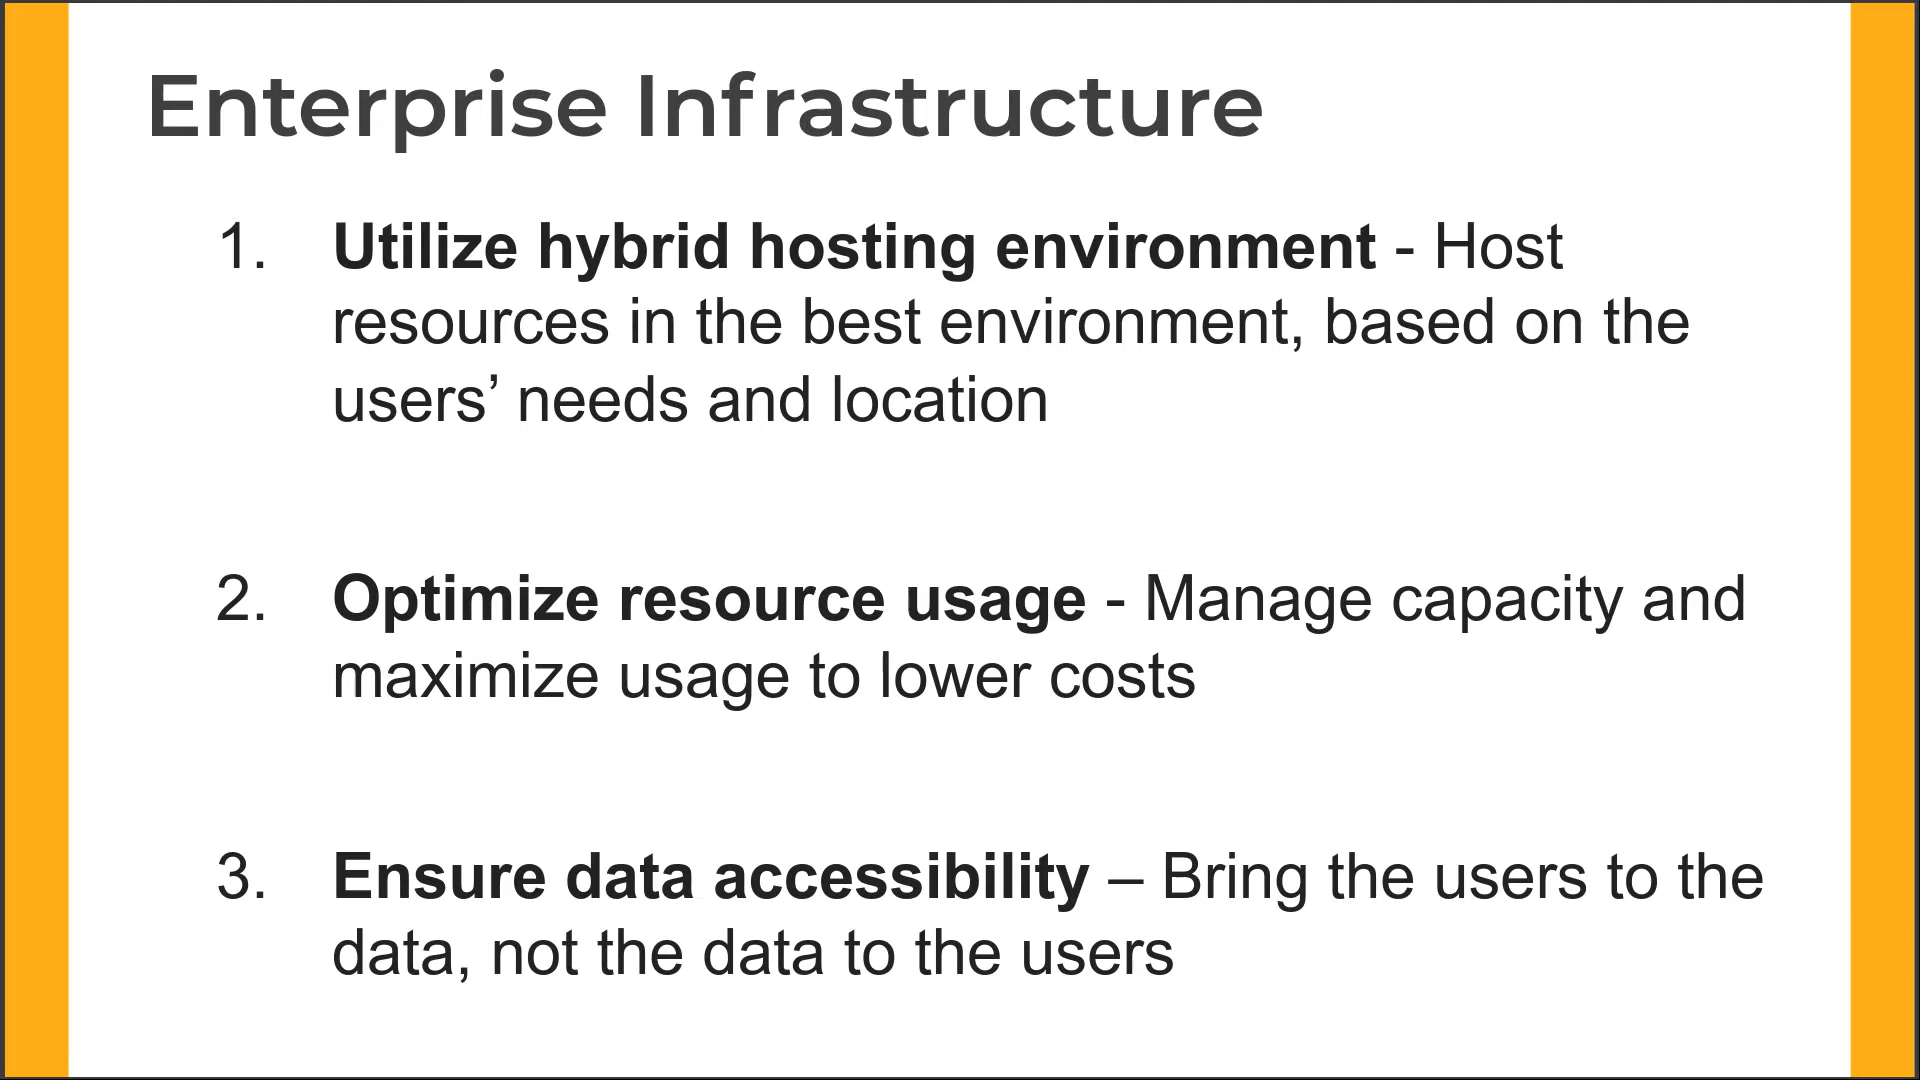 Enterprise Infrastructure
1. Utilize hybrid hosting environment - Host
resources in the best environment, based on the
users’ needs and location
2. Optimize resource usage - Manage capacity and
maximize usage to lower costs
3. Ensure data accessibility – Bring the users to the
data, not the data to the users